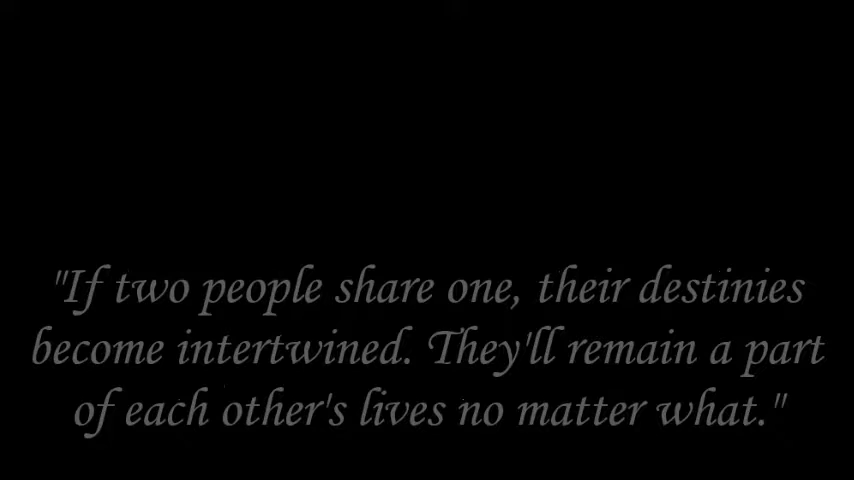 "If two people share one, their destinies
become intertwined. They'll remain a part
of each other's lives no matter what."